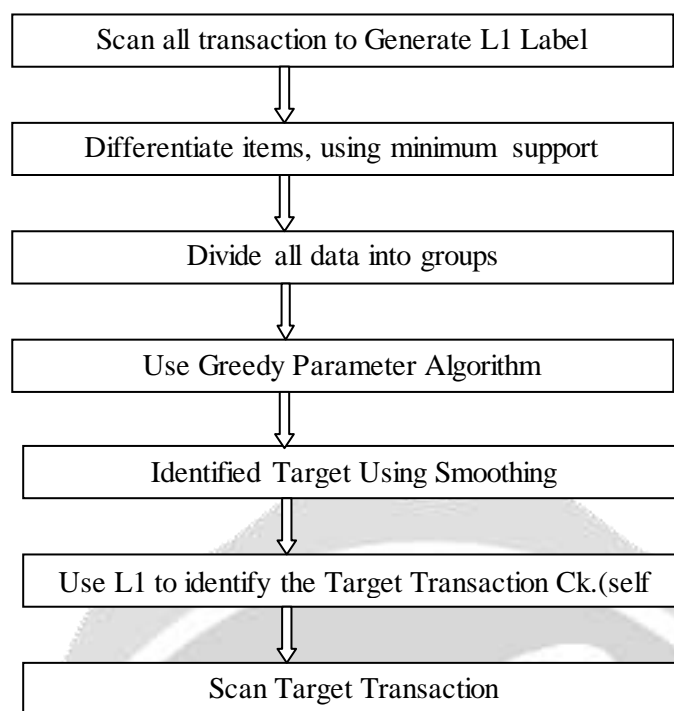 Scan all transaction to Generate L1 Label
Differentiate items, using minimum support
Divide all data into groups
Use Greedy Parameter Algorithm
Identified Target Using Smoothing
Use L1 to identify the Target Transaction Ck.(self
Scan Target Transaction